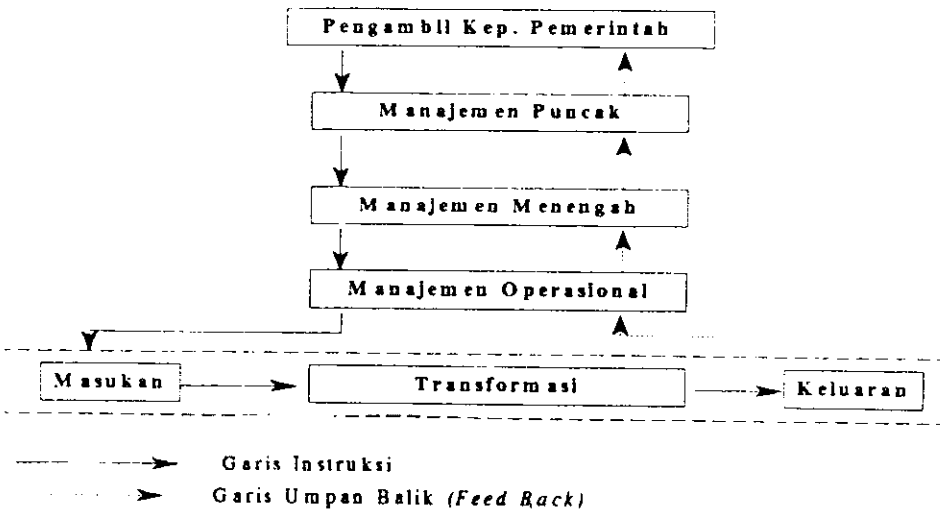 Pengambil Kep. Pemerintah
Manajemen Puncak
Manajemen Menengah
Manajemen Operasional
Masukan
Transformasi
Keluaran
Garis Instruksi
Garis Umpan Balik (Feed Back)